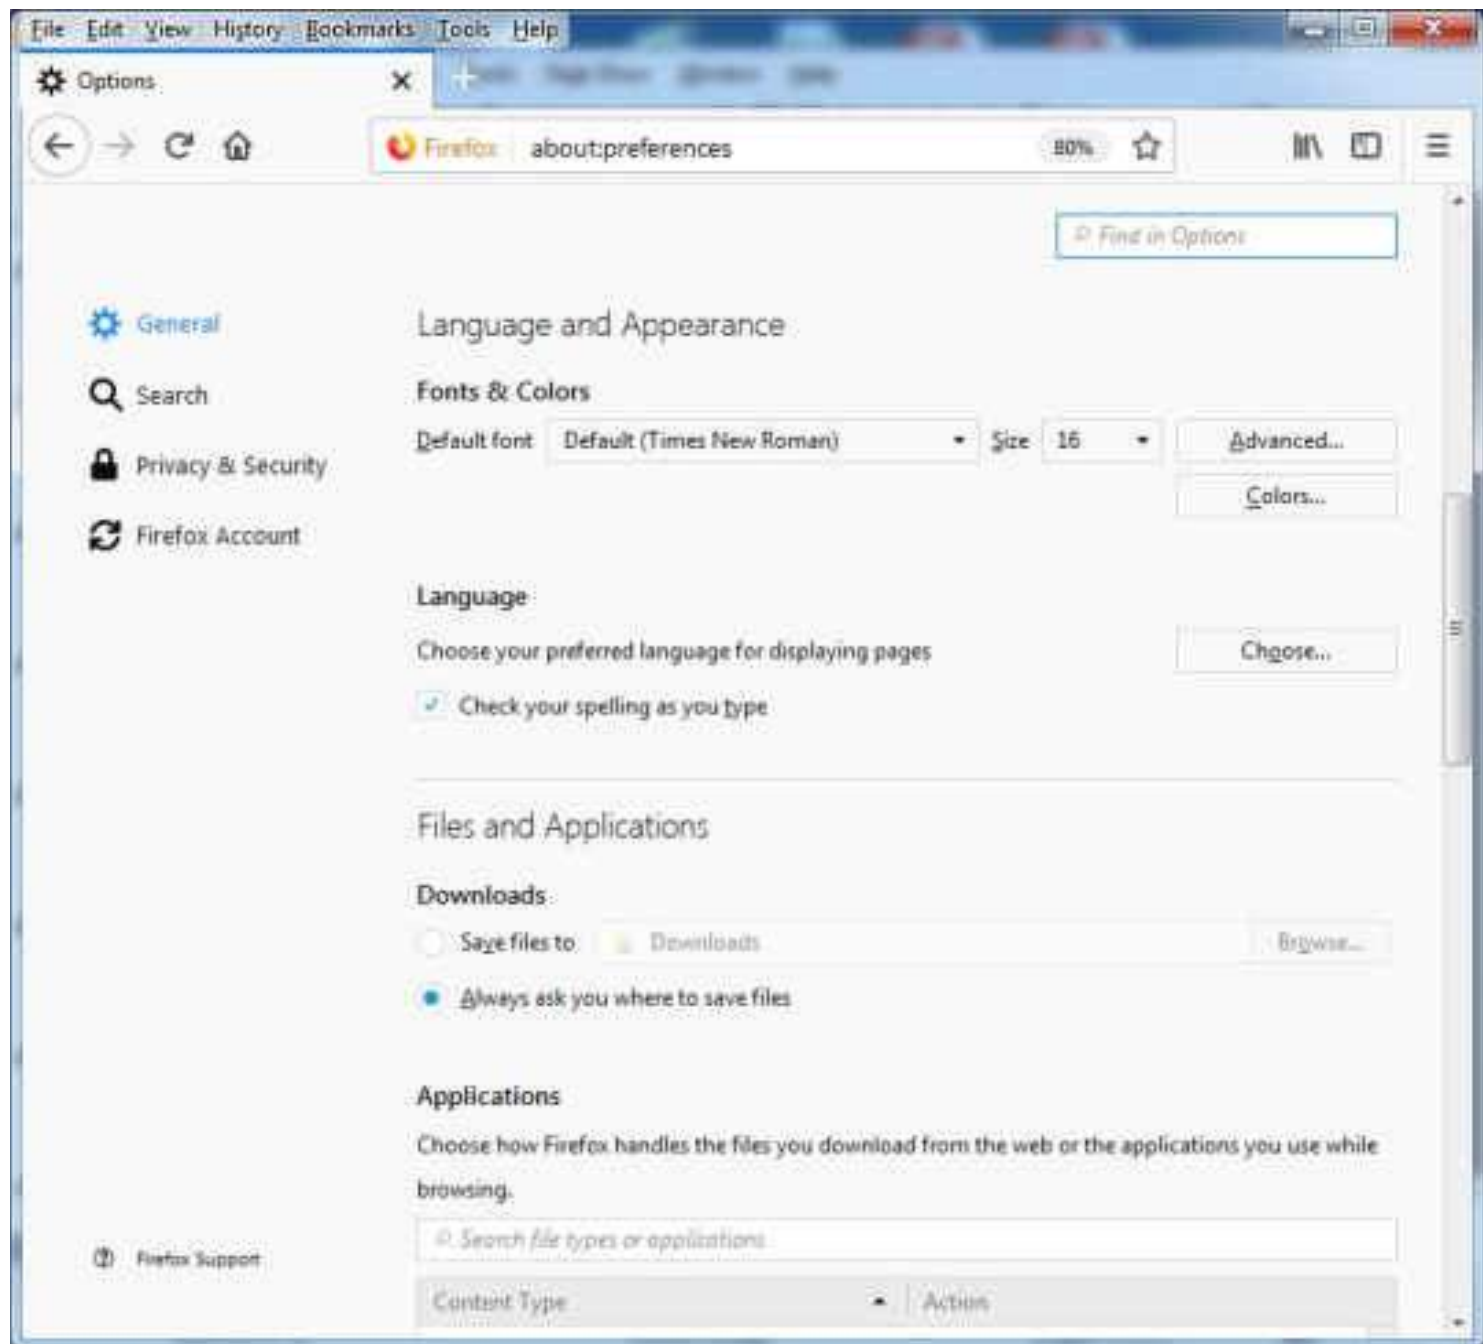 File Edit View History Bookmarks Tools Help
Options
Firefox about:preferences 80%
Find in Options
General
Search
Privacy & Security
Firefox Account
Language and Appearance
Fonts & Colors
Default font Default (Times New Roman) Size 16 Advanced...
Colors...
Language
Choose your preferred language for displaying pages Choose...
Check your spelling as you type
Files and Applications
Downloads
Save files to Downloads Browse...
Always ask you where to save files
Applications
Choose how Firefox handles the files you download from the web or the applications you use while
browsing.
Search file types or applications
Content Type Action
Firefox Support